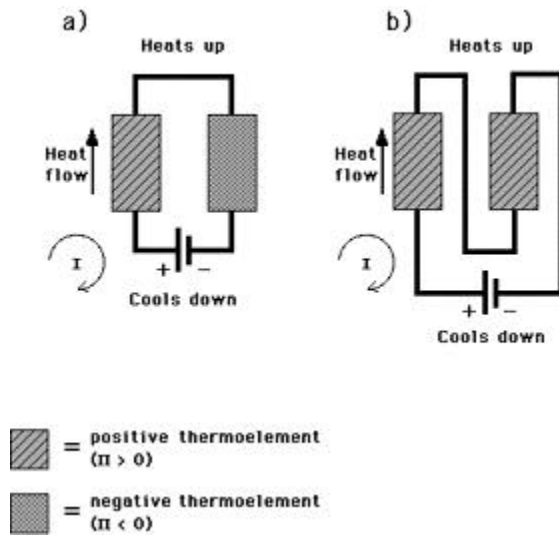 a)
Heats up
Heat
flow
I
+ -
Cools down
b)
Heats up
Heat
flow
I
+ -
Cools down
= positive thermoelement
(Π > 0)
= negative thermoelement
(Π < 0)